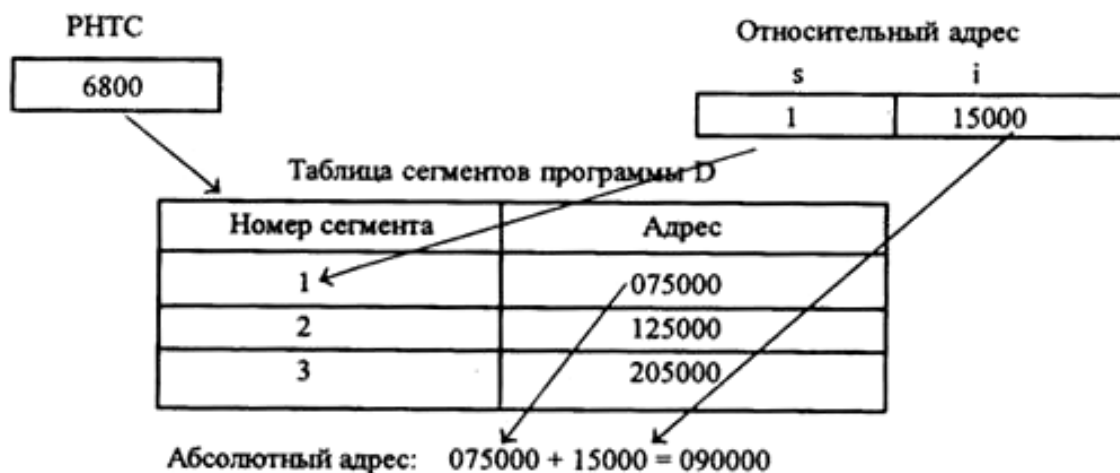 РНТС
6800
Относительный адрес
s i
1 15000
Таблица сегментов программы D
Номер сегмента Адрес
1 075000
2 125000
3 205000
Абсолютный адрес: 075000 + 15000 = 090000